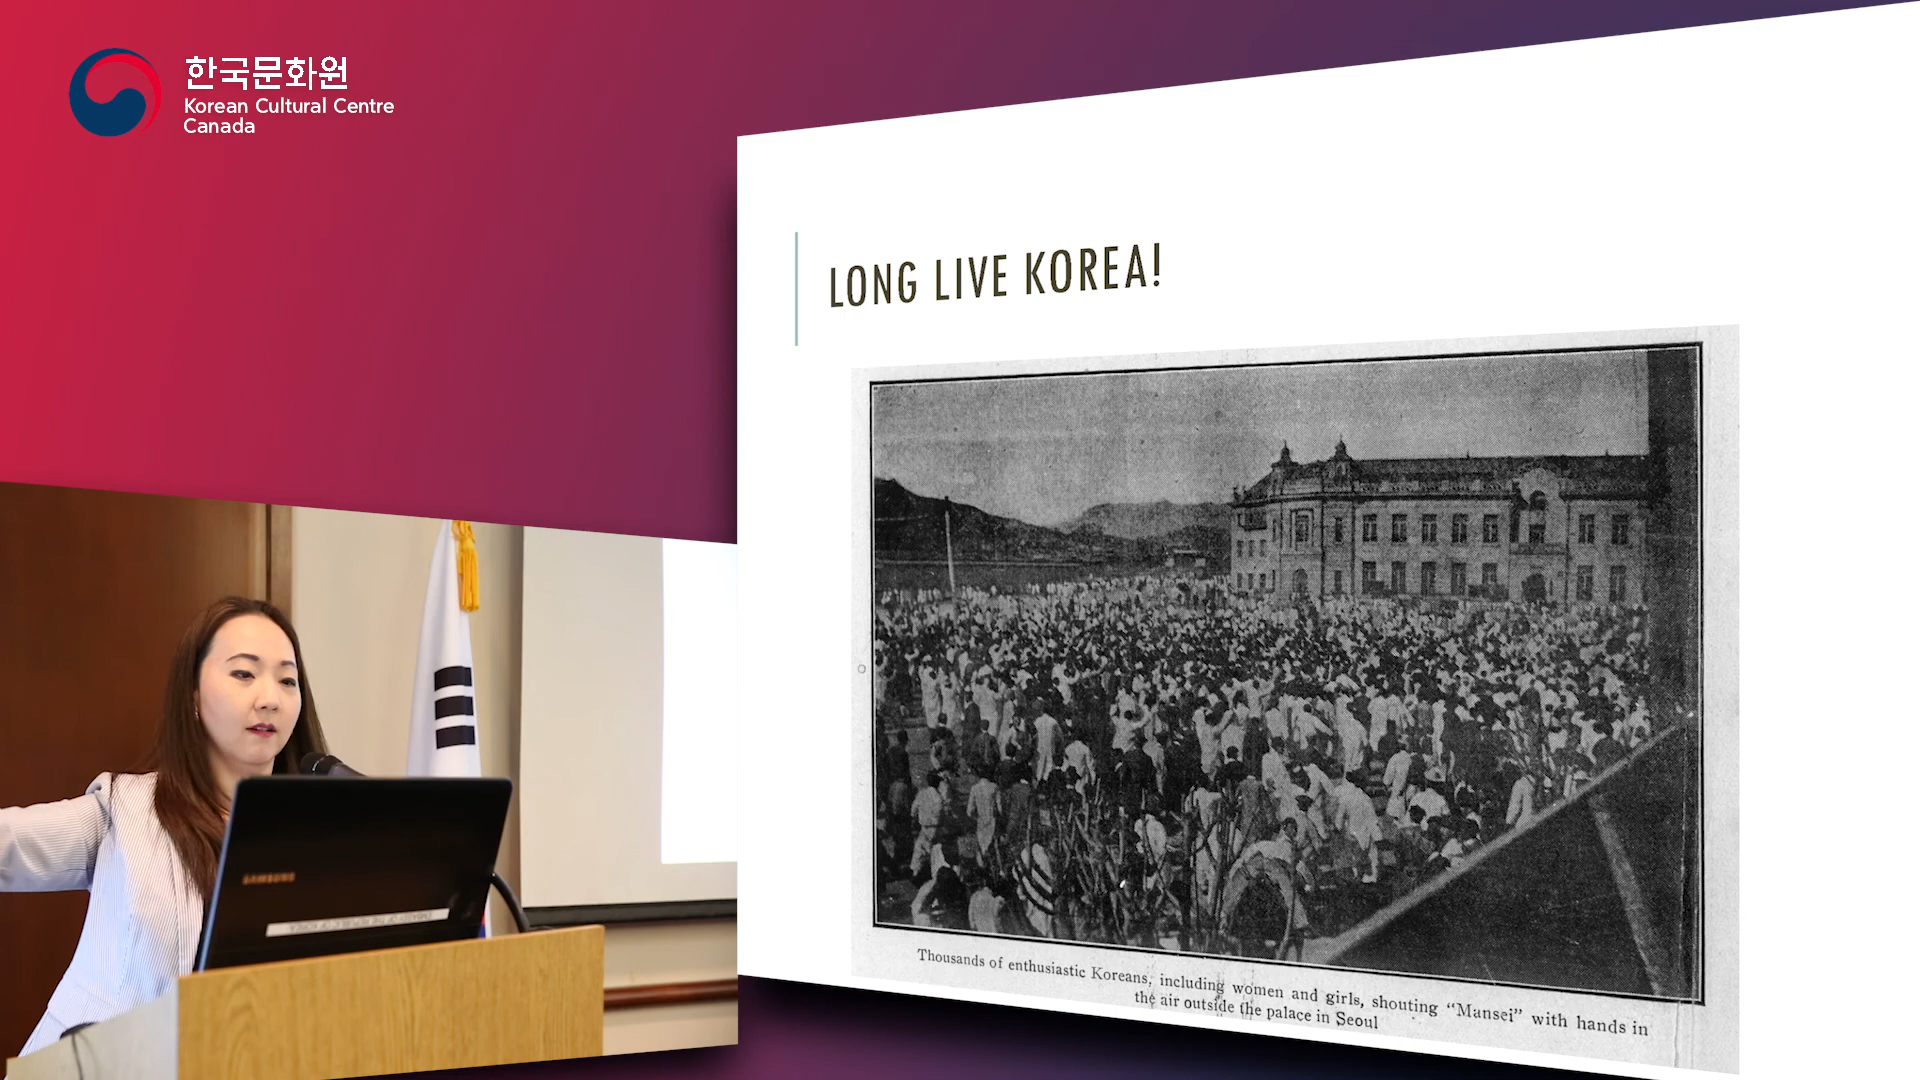 한국문화원
Korean Cultural Centre
Canada
LONG LIVE KOREA!
Thousands of enthusiastic Koreans, including women and girls, shouting “Mansei” with hands in
the air outside the palace in Seoul
SAMSUNG